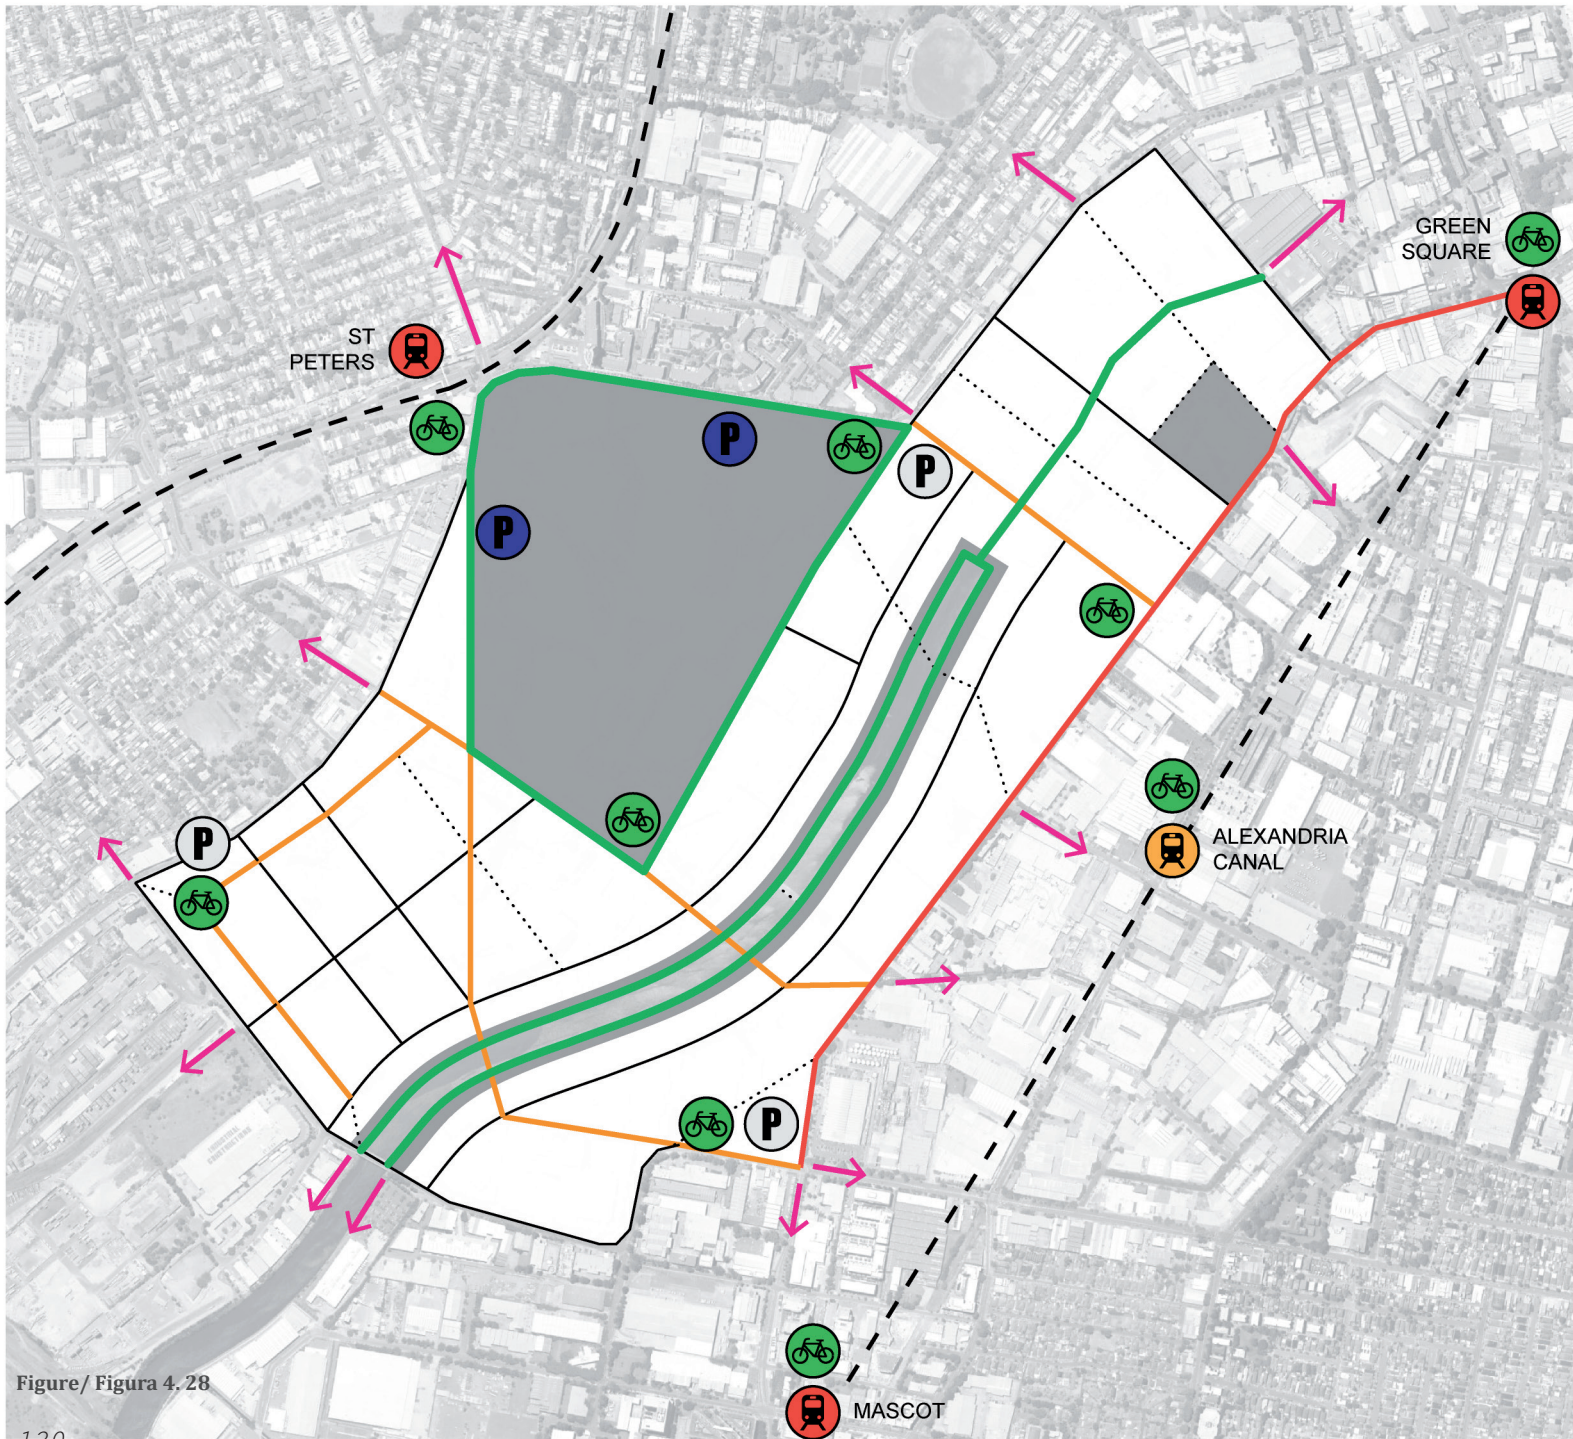 GREEN
SQUARE
ST
PETERS
P
P
P
P
ALEXANDRIA
CANAL
P
MASCOT
Figure/ Figura 4. 28